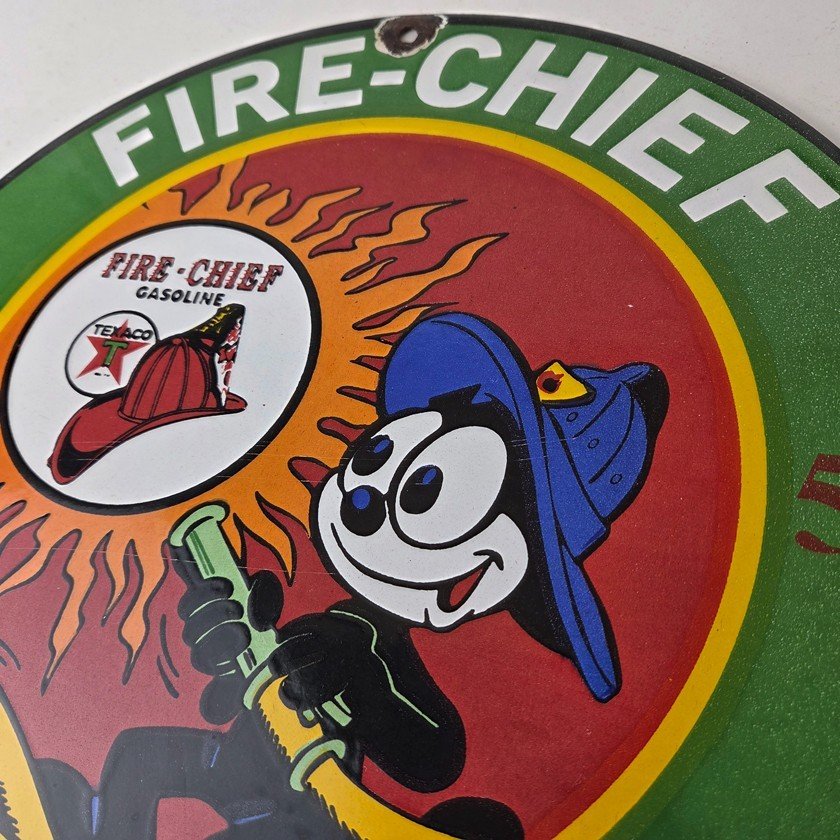 FIRE-CHIEF
FIRE-CHIEF
GASOLINE
TEXACO
T